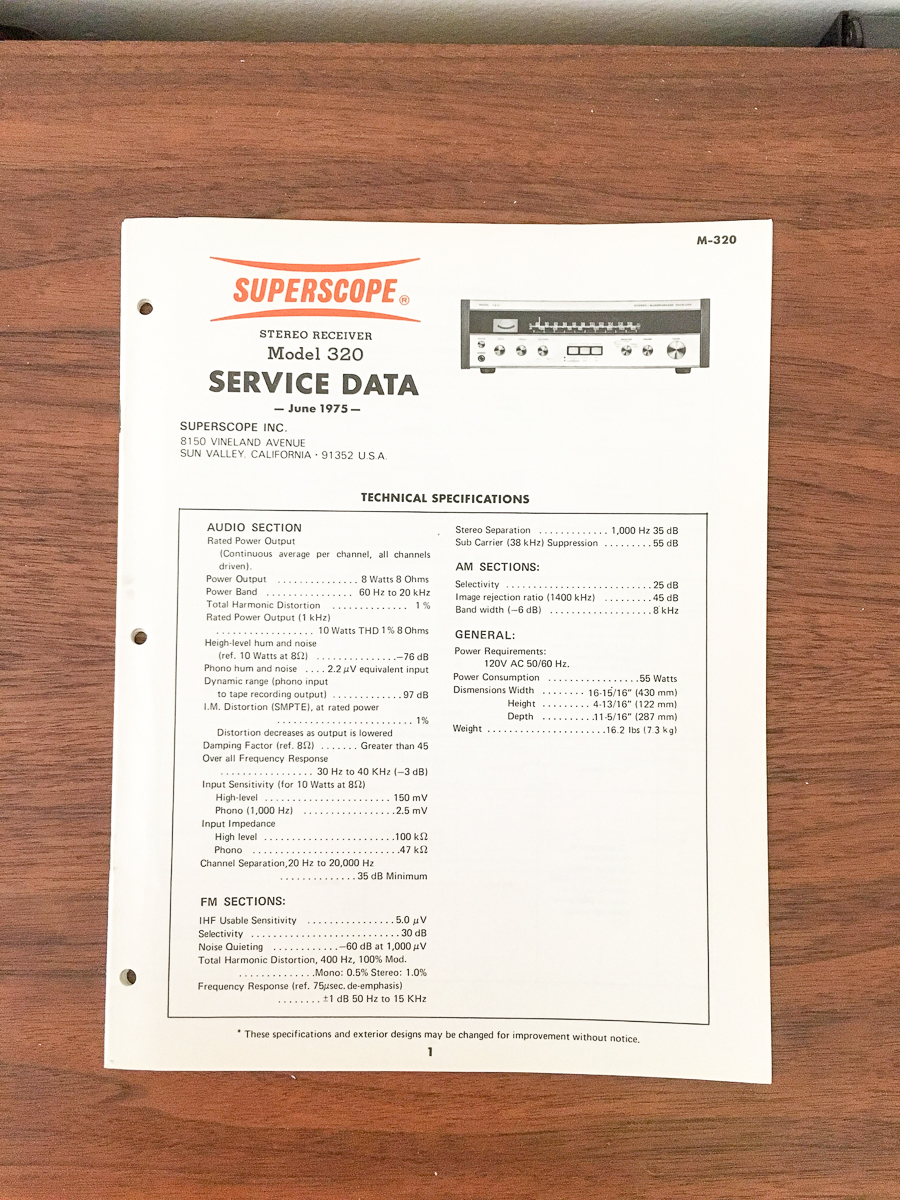 M-320
SUPERSCOPE®
STEREO RECEIVER
Model 320
SERVICE DATA
— June 1975 —
SUPERSCOPE INC.
8150 VINELAND AVENUE
SUN VALLEY, CALIFORNIA · 91352 U.S.A.
TECHNICAL SPECIFICATIONS
AUDIO SECTION
Rated Power Output
(Continuous average per channel, all channels
driven).
Power Output . . . . . . . . . . . . . . . 8 Watts 8 Ohms
Power Band . . . . . . . . . . . . . . . . 60 Hz to 20 kHz
Total Harmonic Distortion . . . . . . . . . . . . . . 1 %
Rated Power Output (1 kHz)
. . . . . . . . . . . . . . . . . . 10 Watts THD 1% 8 Ohms
Heigh-level hum and noise
(ref. 10 Watts at 8Ω) . . . . . . . . . . . . . . . —76 dB
Phono hum and noise . . . . 2.2 μV equivalent input
Dynamic range (phono input
to tape recording output) . . . . . . . . . . . . . 97 dB
I.M. Distortion (SMPTE), at rated power
. . . . . . . . . . . . . . . . . . . . . . . . . 1%
Distortion decreases as output is lowered
Damping Factor (ref. 8Ω) . . . . . . . Greater than 45
Over all Frequency Response
. . . . . . . . . . . . . . . . . 30 Hz to 40 KHz (—3 dB)
Input Sensitivity (for 10 Watts at 8Ω)
High-level . . . . . . . . . . . . . . . . . . . . . . . 150 mV
Phono (1,000 Hz) . . . . . . . . . . . . . . . . . 2.5 mV
Input Impedance
High level . . . . . . . . . . . . . . . . . . . . . . . . 100 kΩ
Phono . . . . . . . . . . . . . . . . . . . . . . . . . . . 47 kΩ
Channel Separation,20 Hz to 20,000 Hz
. . . . . . . . . . . . . . 35 dB Minimum
FM SECTIONS:
IHF Usable Sensitivity . . . . . . . . . . . . . . . . 5.0 μV
Selectivity . . . . . . . . . . . . . . . . . . . . . . . . . . . 30 dB
Noise Quieting . . . . . . . . . . . . —60 dB at 1,000 μV
Total Harmonic Distortion, 400 Hz, 100% Mod.
. . . . . . . . . . . . . . Mono: 0.5% Stereo: 1.0%
Frequency Response (ref. 75μsec. de-emphasis)
. . . . . . . . ±1 dB 50 Hz to 15 KHz
Stereo Separation . . . . . . . . . . . . . 1,000 Hz 35 dB
Sub Carrier (38 kHz) Suppression . . . . . . . . . 55 dB
AM SECTIONS:
Selectivity . . . . . . . . . . . . . . . . . . . . . . . . . . . 25 dB
Image rejection ratio (1400 kHz) . . . . . . . . . 45 dB
Band width (—6 dB) . . . . . . . . . . . . . . . . . . . 8 kHz
GENERAL:
Power Requirements:
120V AC 50/60 Hz.
Power Consumption . . . . . . . . . . . . . . . . . 55 Watts
Dismensions Width . . . . . . . . 16-15/16" (430 mm)
Height . . . . . . . . . 4-13/16" (122 mm)
Depth . . . . . . . . . . 11-5/16" (287 mm)
Weight . . . . . . . . . . . . . . . . . . . . . . 16.2 lbs (7.3 kg)
* These specifications and exterior designs may be changed for improvement without notice.
1